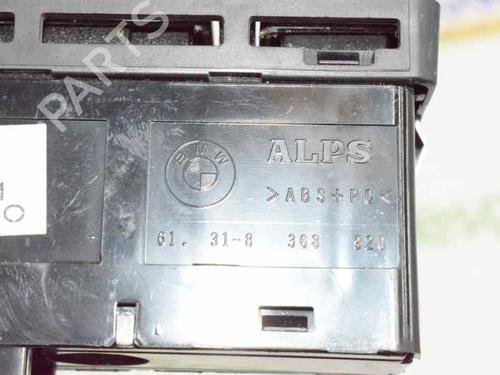 PARTS
BMW
ALPS
>ABS+PC<
61. 31-8 368 920